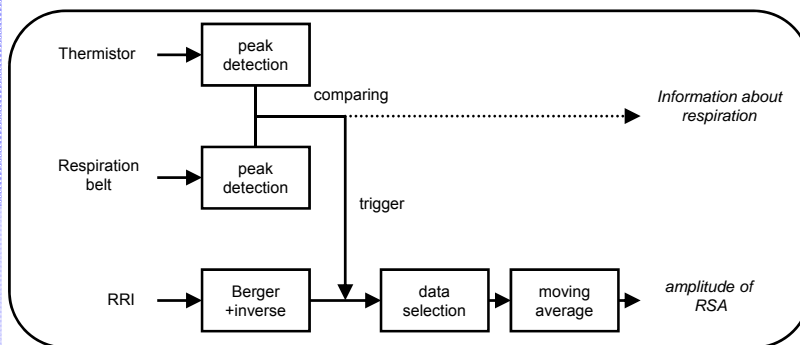 Thermistor
peak
detection
comparing
Information about
respiration
Respiration
belt
peak
detection
trigger
RRI
Berger
+inverse
data
selection
moving
average
amplitude of
RSA